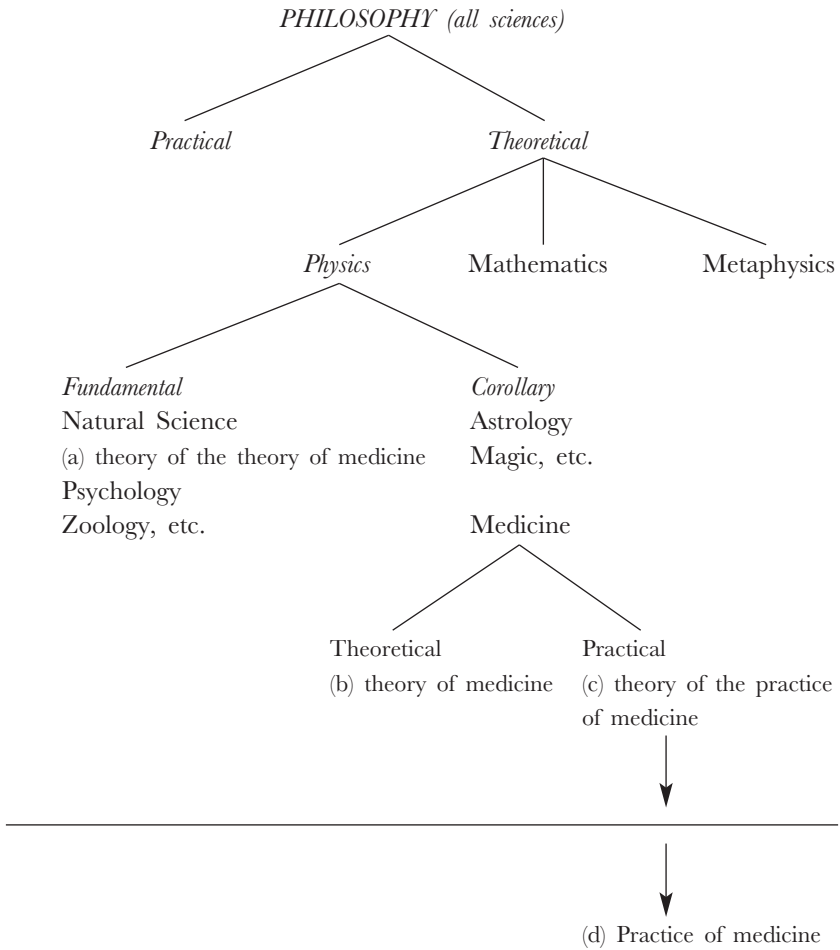 PHILOSOPHY (all sciences)
Practical
Theoretical
Physics
Mathematics
Metaphysics
Fundamental
Natural Science
(a) theory of the theory of medicine
Psychology
Zoology, etc.
Corollary
Astrology
Magic, etc.
Medicine
Theoretical
(b) theory of medicine
Practical
(c) theory of the practice
of medicine
(d) Practice of medicine